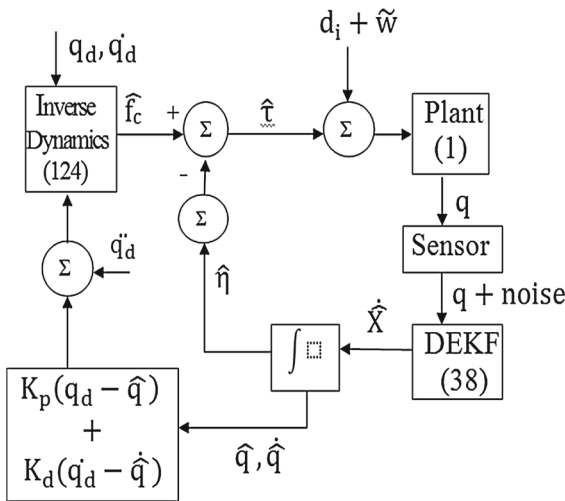 q_d, q̇_d
d_i + w̃
Inverse
Dynamics
(124)
f̂_c
+
Σ
τ̂
Σ
Plant
(1)
-
Σ
q
Sensor
Σ
q̈_d
η̂
q + noise
∫ ⬚
Ẋ̂
DEKF
(38)
K_p(q_d − q̂)
+
K_d(q̇_d − q̂̇)
q̂, q̂̇